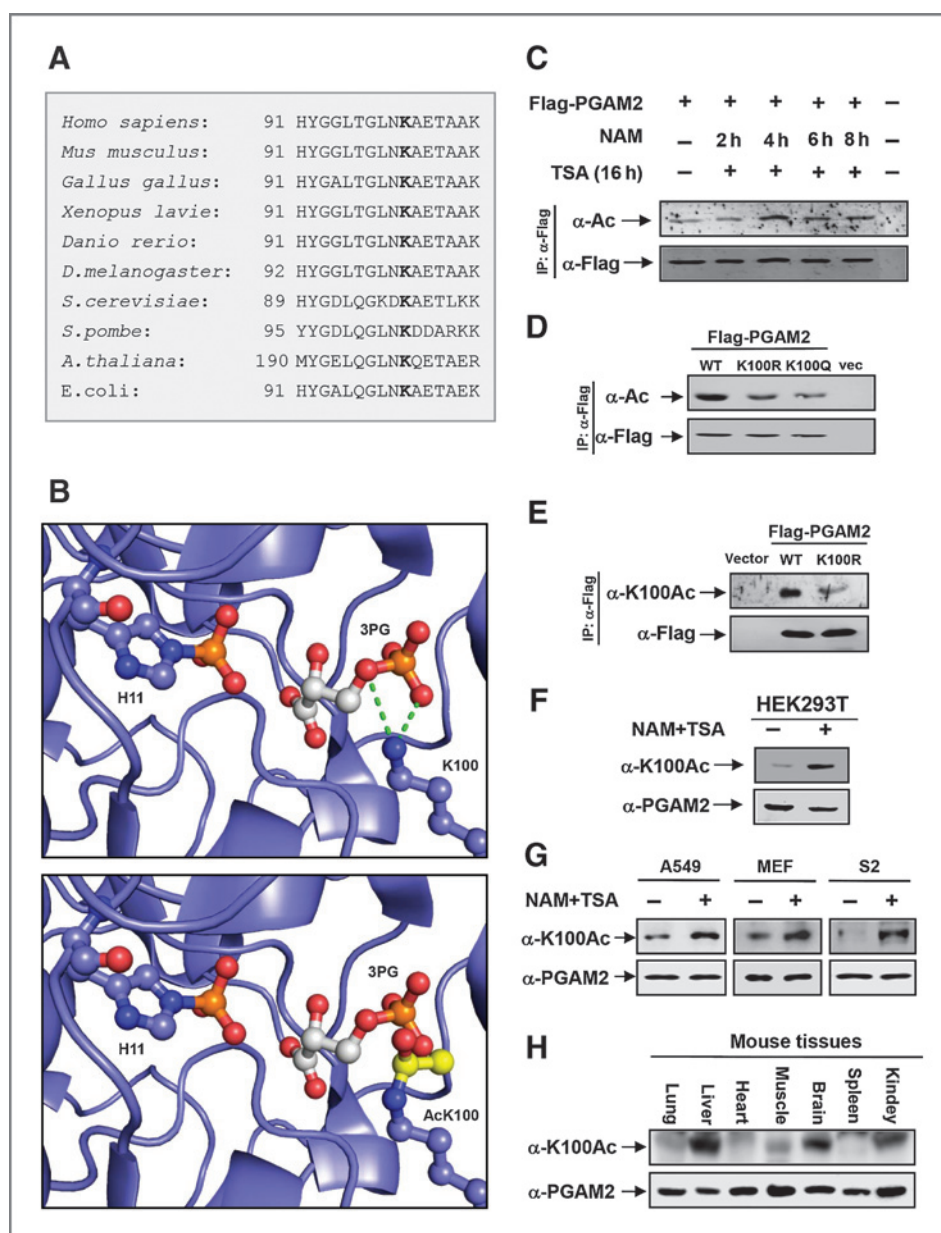 A
Homo sapiens: 91 HYGGLTGLNKAETAAK
Mus musculus: 91 HYGGLTGLNKAETAAK
Gallus gallus: 91 HYGALTGLNKAETAAK
Xenopus lavie: 91 HYGGLTGLNKAETAAK
Danio rerio: 91 HYGGLTGLNKAETAAK
D.melanogaster: 92 HYGGLTGLNKAETAAK
S.cerevisiae: 89 HYGDLQGKDKAETLKK
S.pombe: 95 YYGDLQGLNKDDARKK
A.thaliana: 190 MYGELQGLNKQETAER
E.coli: 91 HYGALQGLNKAETAEK
B
3PG
H11
K100
3PG
H11
AcK100
C
Flag-PGAM2 + + + + + –
NAM – 2 h 4 h 6 h 8 h –
TSA (16 h) – + + + + –
IP: α-Flag
α-Ac
α-Flag
D
Flag-PGAM2
WT K100R K100Q vec
IP: α-Flag
α-Ac
α-Flag
E
Flag-PGAM2
Vector WT K100R
IP: α-Flag
α-K100Ac
α-Flag
F
HEK293T
NAM+TSA – +
α-K100Ac
α-PGAM2
G
A549 MEF S2
NAM+TSA – + – + – +
α-K100Ac
α-PGAM2
H
Mouse tissues
Lung Liver Heart Muscle Brain Spleen Kindey
α-K100Ac
α-PGAM2